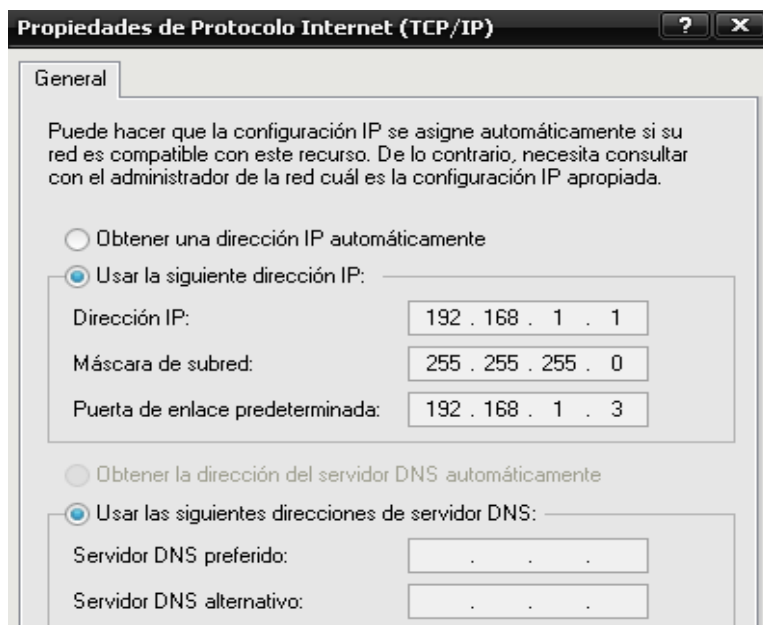 Propiedades de Protocolo Internet (TCP/IP) ? X
General
Puede hacer que la configuración IP se asigne automáticamente si su
red es compatible con este recurso. De lo contrario, necesita consultar
con el administrador de la red cuál es la configuración IP apropiada.
Obtener una dirección IP automáticamente
Usar la siguiente dirección IP:
Dirección IP: 192 . 168 . 1 . 1
Máscara de subred: 255 . 255 . 255 . 0
Puerta de enlace predeterminada: 192 . 168 . 1 . 3
Obtener la dirección del servidor DNS automáticamente
Usar las siguientes direcciones de servidor DNS:
Servidor DNS preferido: . . .
Servidor DNS alternativo: . . .